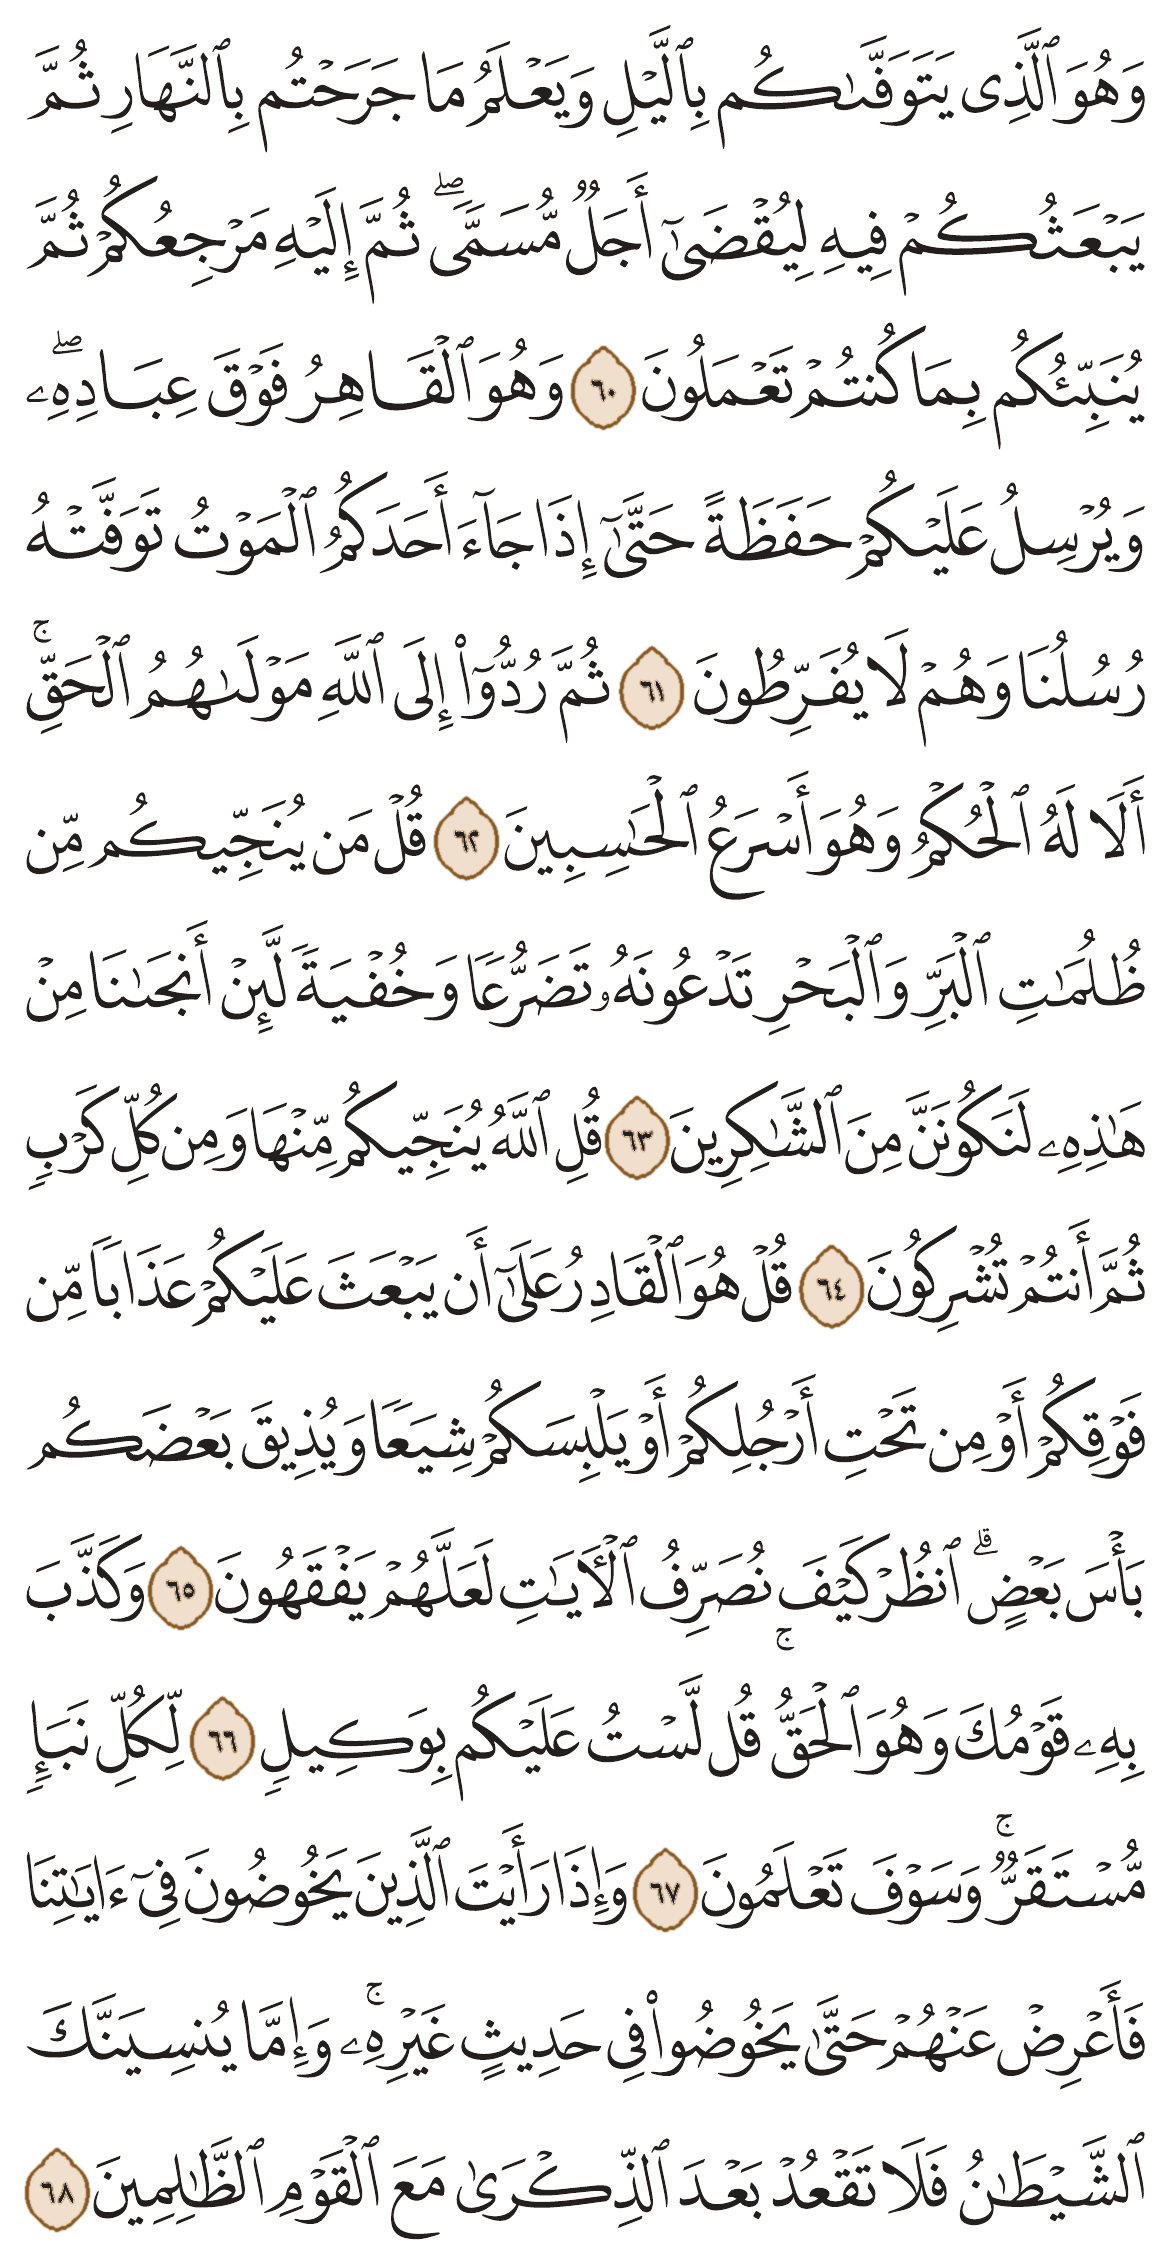 وَهُوَ ٱلَّذِى يَتَوَفَّىٰكُم بِٱلَّيْلِ وَيَعْلَمُ مَا جَرَحْتُم بِٱلنَّهَارِ ثُمَّ
يَبْعَثُكُمْ فِيهِ لِيُقْضَىٰٓ أَجَلٌ مُّسَمًّى ۖ ثُمَّ إِلَيْهِ مَرْجِعُكُمْ ثُمَّ
يُنَبِّئُكُم بِمَا كُنتُمْ تَعْمَلُونَ ٦٠ وَهُوَ ٱلْقَاهِرُ فَوْقَ عِبَادِهِۦ ۖ
وَيُرْسِلُ عَلَيْكُمْ حَفَظَةً حَتَّىٰٓ إِذَا جَآءَ أَحَدَكُمُ ٱلْمَوْتُ تَوَفَّتْهُ
رُسُلُنَا وَهُمْ لَا يُفَرِّطُونَ ٦١ ثُمَّ رُدُّوٓا۟ إِلَى ٱللَّهِ مَوْلَىٰهُمُ ٱلْحَقِّ ۚ
أَلَا لَهُ ٱلْحُكْمُ وَهُوَ أَسْرَعُ ٱلْحَـٰسِبِينَ ٦٢ قُلْ مَن يُنَجِّيكُم مِّن
ظُلُمَـٰتِ ٱلْبَرِّ وَٱلْبَحْرِ تَدْعُونَهُۥ تَضَرُّعًا وَخُفْيَةً لَّئِنْ أَنجَىٰنَا مِنْ
هَـٰذِهِۦ لَنَكُونَنَّ مِنَ ٱلشَّـٰكِرِينَ ٦٣ قُلِ ٱللَّهُ يُنَجِّيكُم مِّنْهَا وَمِن كُلِّ كَرْبٍ
ثُمَّ أَنتُمْ تُشْرِكُونَ ٦٤ قُلْ هُوَ ٱلْقَادِرُ عَلَىٰٓ أَن يَبْعَثَ عَلَيْكُمْ عَذَابًا مِّن
فَوْقِكُمْ أَوْ مِن تَحْتِ أَرْجُلِكُمْ أَوْ يَلْبِسَكُمْ شِيَعًا وَيُذِيقَ بَعْضَكُم
بَأْسَ بَعْضٍ ۗ ٱنظُرْ كَيْفَ نُصَرِّفُ ٱلْـَٔايَـٰتِ لَعَلَّهُمْ يَفْقَهُونَ ٦٥ وَكَذَّبَ
بِهِۦ قَوْمُكَ وَهُوَ ٱلْحَقُّ ۚ قُل لَّسْتُ عَلَيْكُم بِوَكِيلٍ ٦٦ لِّكُلِّ نَبَإٍ
مُّسْتَقَرٌّ ۚ وَسَوْفَ تَعْلَمُونَ ٦٧ وَإِذَا رَأَيْتَ ٱلَّذِينَ يَخُوضُونَ فِىٓ ءَايَـٰتِنَا
فَأَعْرِضْ عَنْهُمْ حَتَّىٰ يَخُوضُوا۟ فِى حَدِيثٍ غَيْرِهِۦ ۚ وَإِمَّا يُنسِيَنَّكَ
ٱلشَّيْطَـٰنُ فَلَا تَقْعُدْ بَعْدَ ٱلذِّكْرَىٰ مَعَ ٱلْقَوْمِ ٱلظَّـٰلِمِينَ ٦٨